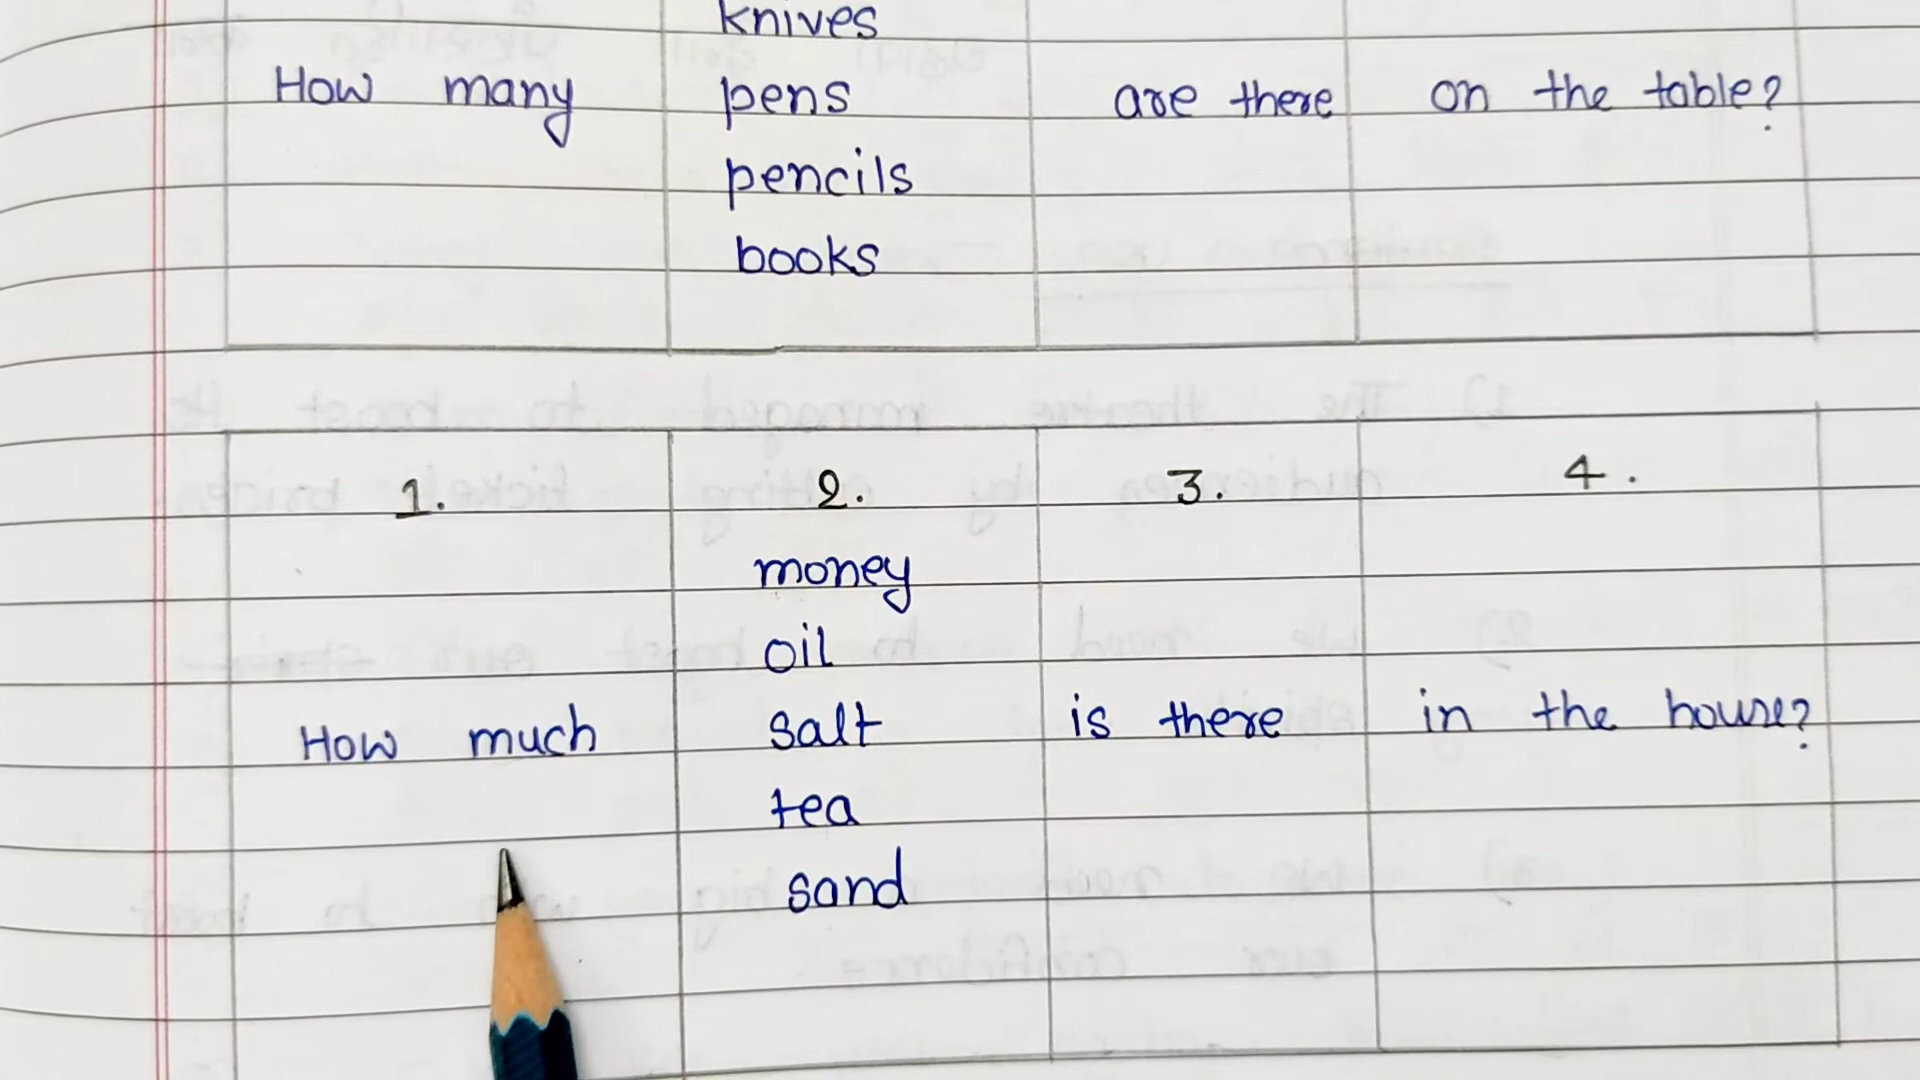 knives
How many pens are there on the table?
pencils
books
1. 2. 3. 4.
money
oil
How much salt is there in the house?
tea
sand